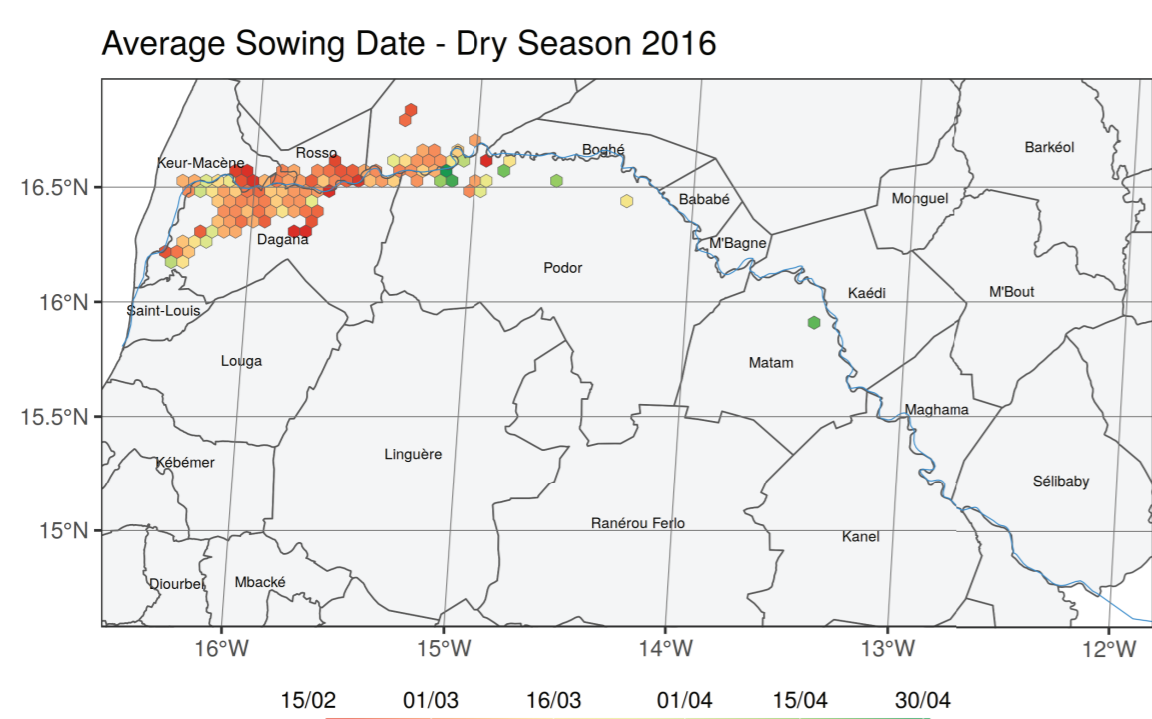 Average Sowing Date - Dry Season 2016
Barkéol
Boghé
Rosso
Keur-Macène
16.5°N
Bababé
Monguel
Dagana
M'Bagne
Podor
Kaédi
M'Bout
16°N
Saint-Louis
Louga
Matam
15.5°N
Maghama
Linguère
Kébémer
Sélibaby
15°N
Ranérou Ferlo
Kanel
Diourbel
Mbacké
16°W 15°W 14°W 13°W 12°W
15/02 01/03 16/03 01/04 15/04 30/04